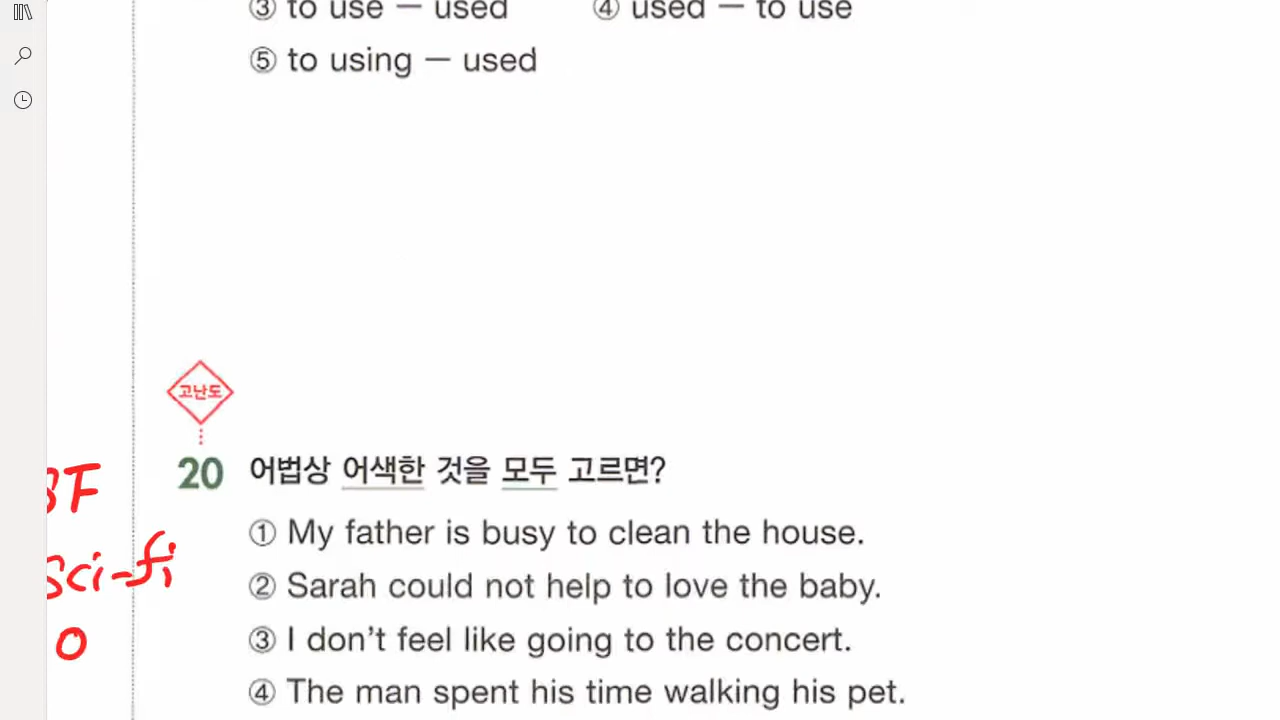 ③ to use — used ④ used — to use
⑤ to using — used
고난도
20 어법상 어색한 것을 모두 고르면?
① My father is busy to clean the house.
② Sarah could not help to love the baby.
③ I don't feel like going to the concert.
④ The man spent his time walking his pet.
SF
sci-fi
0